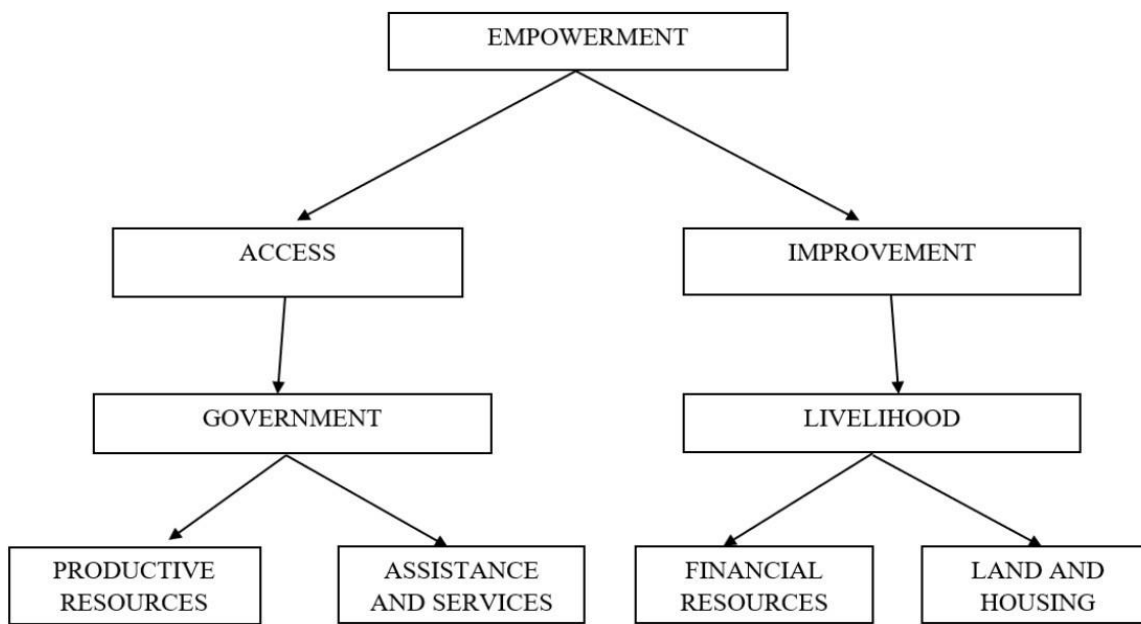 EMPOWERMENT
ACCESS
IMPROVEMENT
GOVERNMENT
LIVELIHOOD
PRODUCTIVE
RESOURCES
ASSISTANCE
AND SERVICES
FINANCIAL
RESOURCES
LAND AND
HOUSING